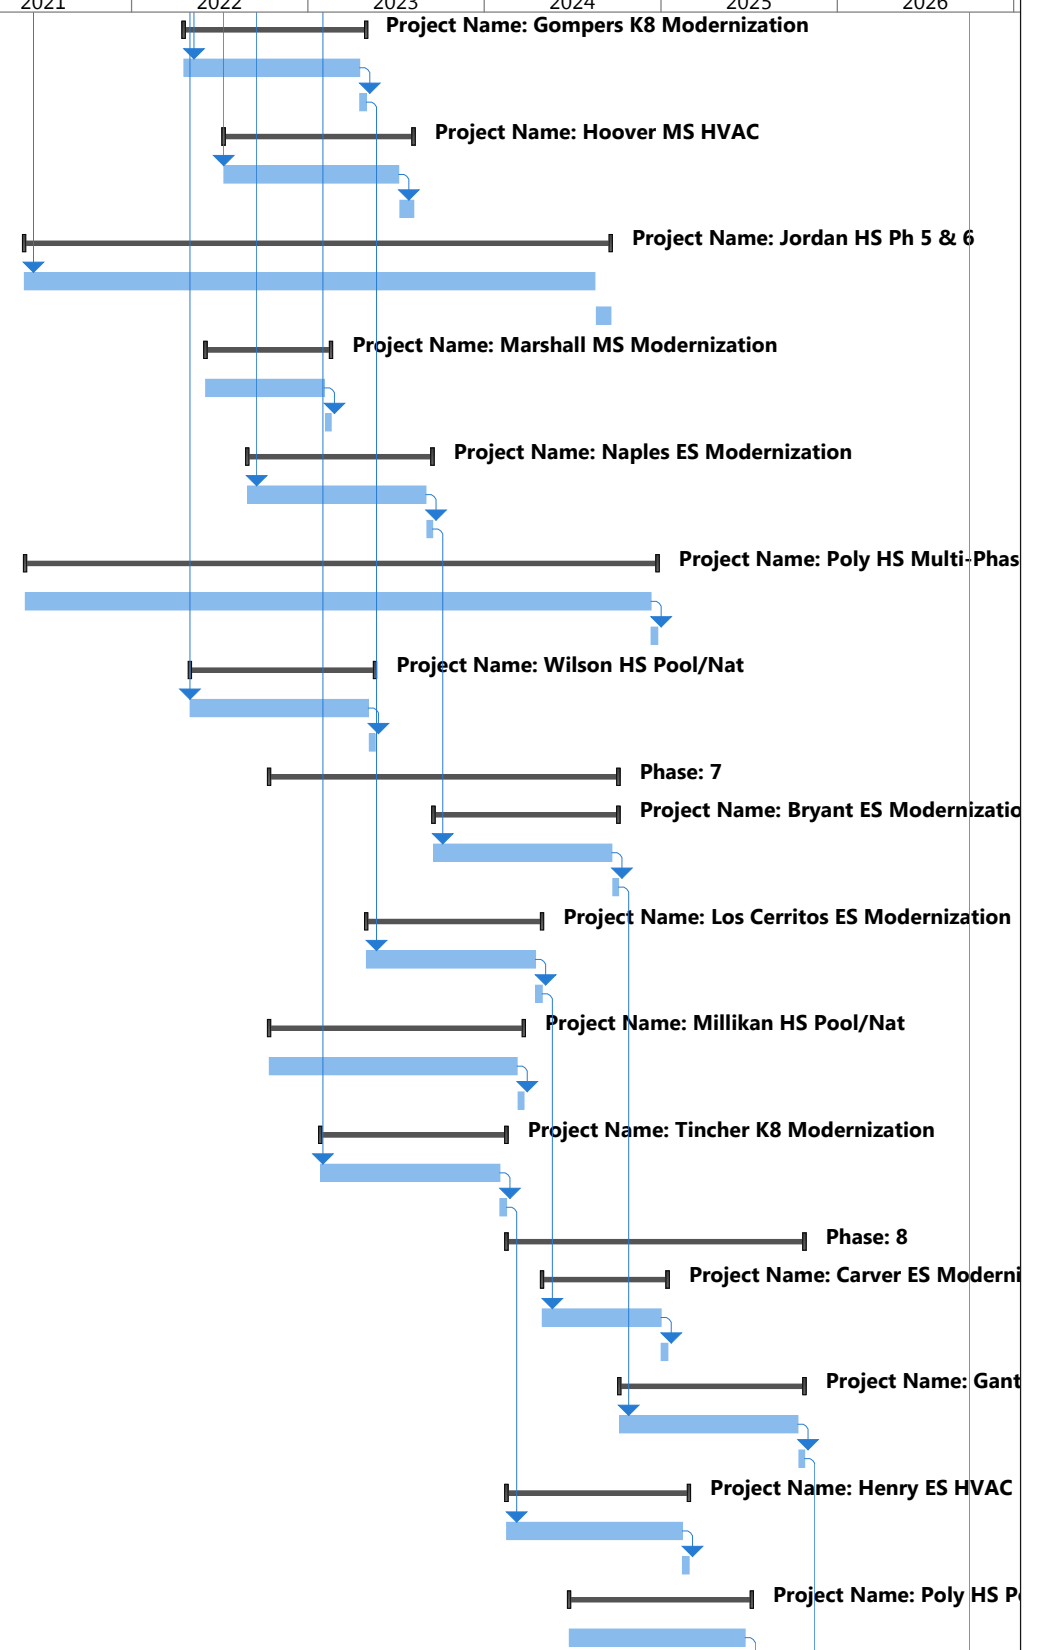 2021 2022 2023 2024 2025 2026
Project Name: Gompers K8 Modernization
Project Name: Hoover MS HVAC
Project Name: Jordan HS Ph 5 & 6
Project Name: Marshall MS Modernization
Project Name: Naples ES Modernization
Project Name: Poly HS Multi-Phas
Project Name: Wilson HS Pool/Nat
Phase: 7
Project Name: Bryant ES Modernizatio
Project Name: Los Cerritos ES Modernization
Project Name: Millikan HS Pool/Nat
Project Name: Tincher K8 Modernization
Phase: 8
Project Name: Carver ES Moderni
Project Name: Gant
Project Name: Henry ES HVAC
Project Name: Poly HS P